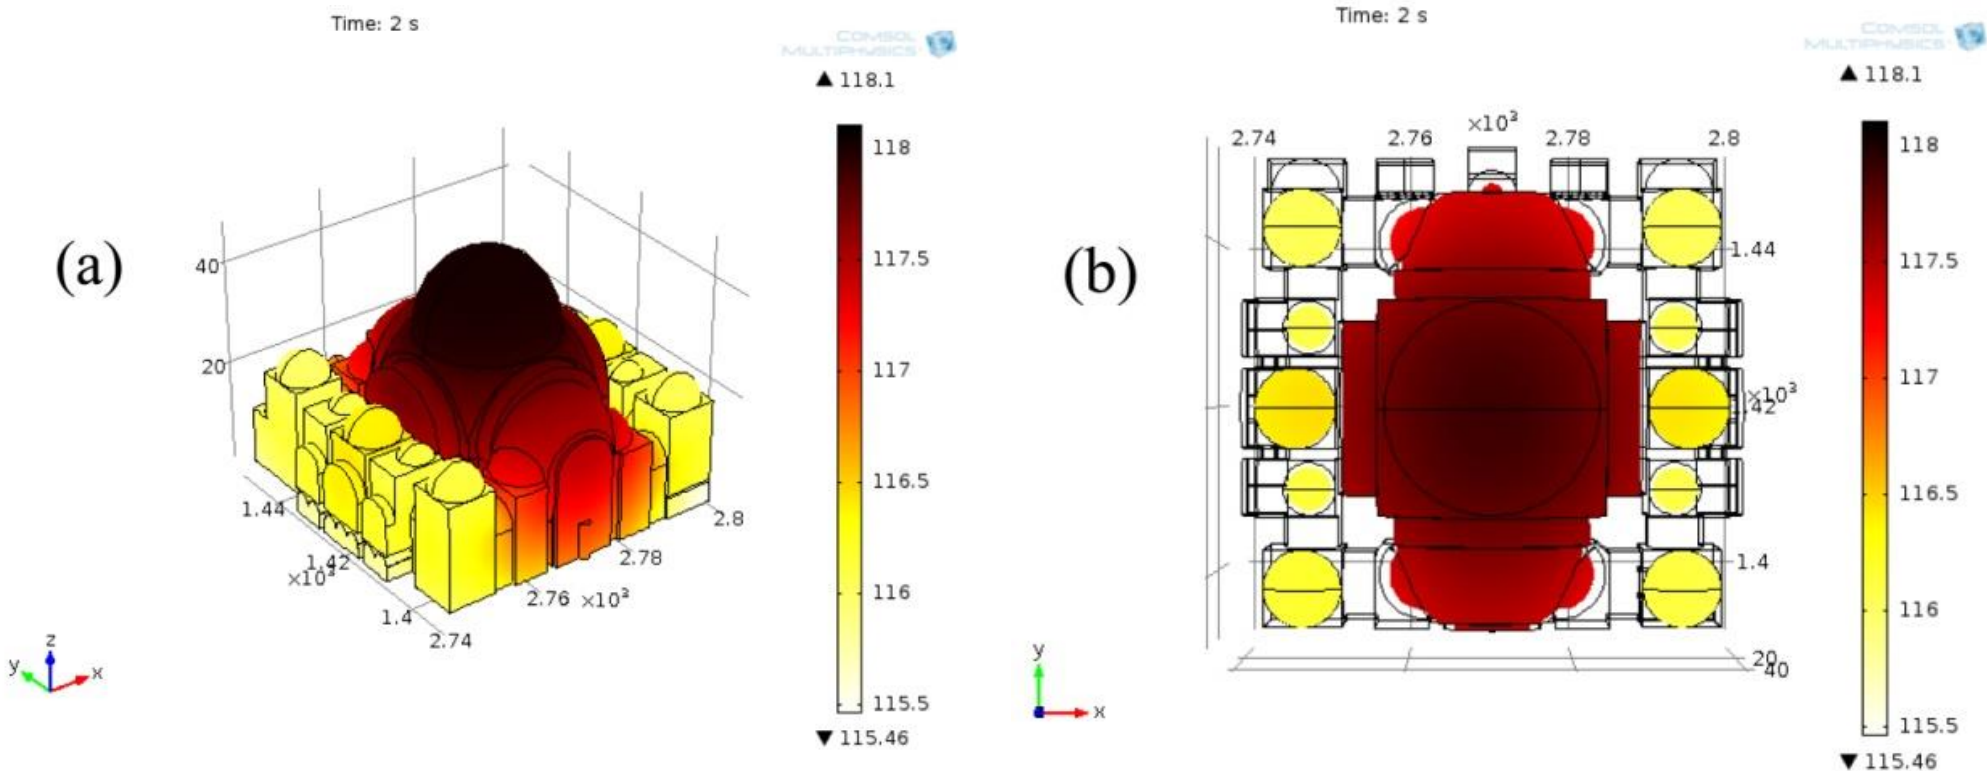 Time: 2 s
COMSOL
MULTIPHYSICS
▲ 118.1
118
117.5
117
116.5
116
115.5
▼ 115.46
(a)
40
20
1.44
1.42
×10³
1.4
2.74
2.76 ×10³
2.78
2.8
z
y
x
Time: 2 s
COMSOL
MULTIPHYSICS
▲ 118.1
118
117.5
117
116.5
116
115.5
▼ 115.46
(b)
×10³
2.74 2.76 2.78 2.8
1.44
×10³
1.42
1.4
20
40
y
x